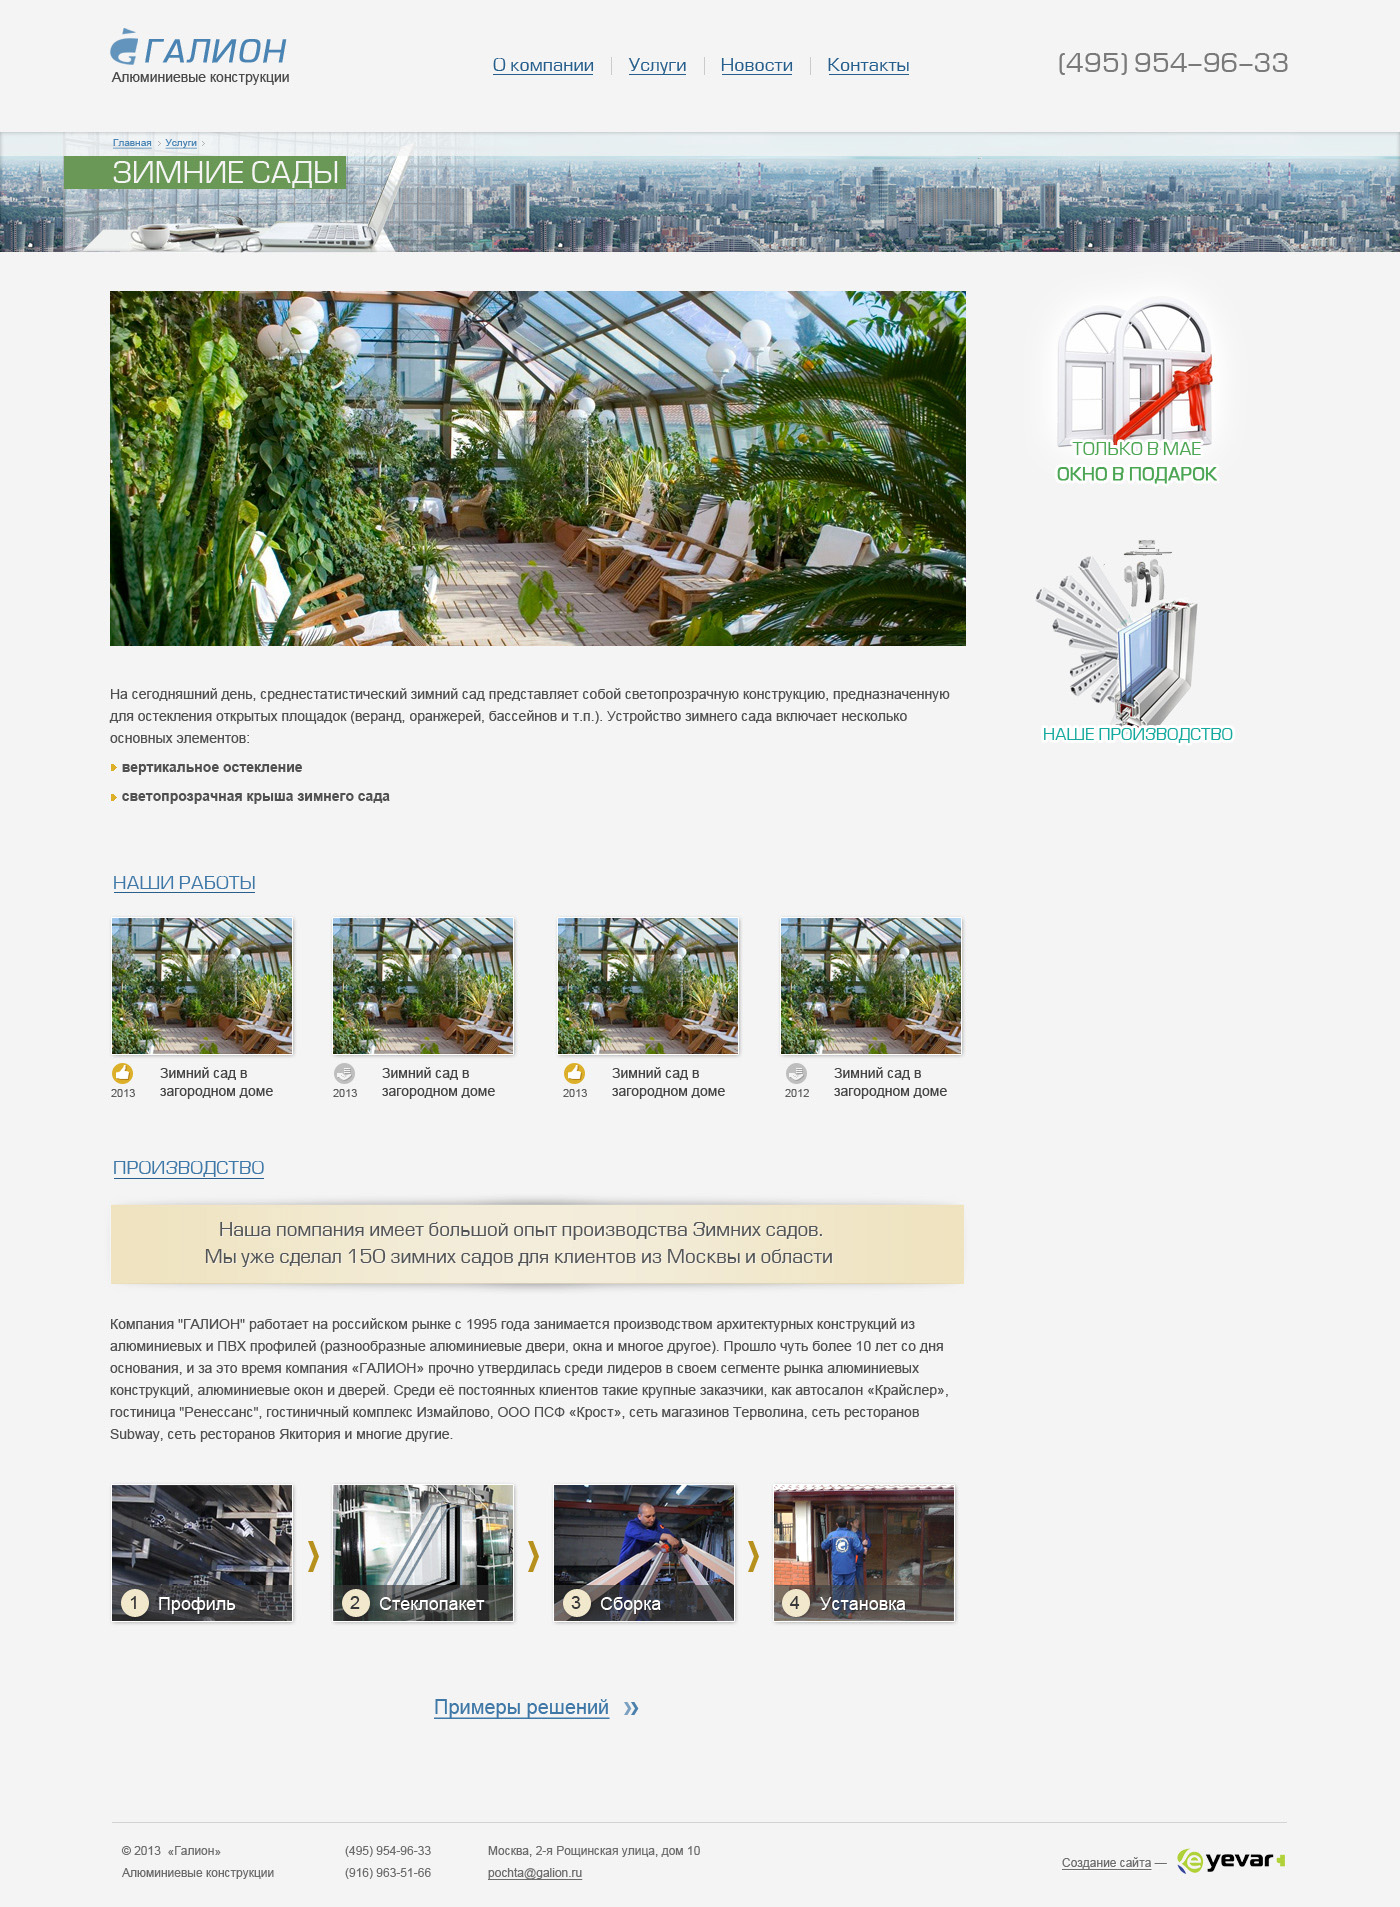 ГАЛИОН
Алюминиевые конструкции
О компании
Услуги
Новости
Контакты
(495) 954-96-33
Главная
Услуги
ЗИМНИЕ САДЫ
ТОЛЬКО В МАЕ
ОКНО В ПОДАРОК
НАШЕ ПРОИЗВОДСТВО
На сегодняшний день, среднестатистический зимний сад представляет собой светопрозрачную конструкцию, предназначенную
для остекления открытых площадок (веранд, оранжерей, бассейнов и т.п.). Устройство зимнего сада включает несколько
основных элементов:
вертикальное остекление
светопрозрачная крыша зимнего сада
НАШИ РАБОТЫ
2013
Зимний сад в
загородном доме
2013
Зимний сад в
загородном доме
2013
Зимний сад в
загородном доме
2012
Зимний сад в
загородном доме
ПРОИЗВОДСТВО
Наша помпания имеет большой опыт производства Зимних садов.
Мы уже сделал 150 зимних садов для клиентов из Москвы и области
Компания "ГАЛИОН" работает на российском рынке с 1995 года занимается производством архитектурных конструкций из
алюминиевых и ПВХ профилей (разнообразные алюминиевые двери, окна и многое другое). Прошло чуть более 10 лет со дня
основания, и за это время компания «ГАЛИОН» прочно утвердилась среди лидеров в своем сегменте рынка алюминиевых
конструкций, алюминиевые окон и дверей. Среди её постоянных клиентов такие крупные заказчики, как автосалон «Крайслер»,
гостиница "Ренессанс", гостиничный комплекс Измайлово, ООО ПСФ «Крост», сеть магазинов Терволина, сеть ресторанов
Subway, сеть ресторанов Якитория и многие другие.
1 Профиль
2 Стеклопакет
3 Сборка
4 Установка
Примеры решений »
© 2013 «Галион»
Алюминиевые конструкции
(495) 954-96-33
(916) 963-51-66
Москва, 2-я Рощинская улица, дом 10
pochta@galion.ru
Создание сайта —
yevar